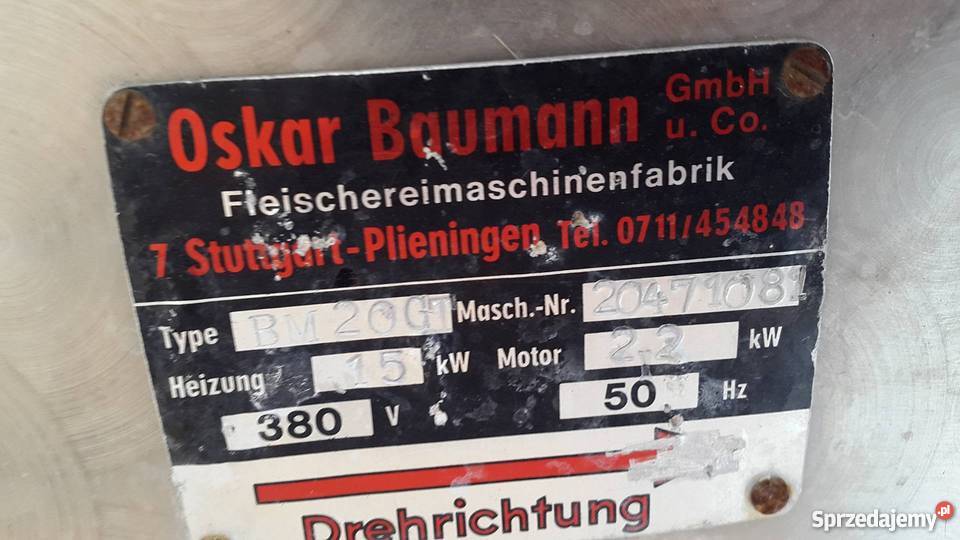 Oskar Baumann GmbH u. Co.
Fleischereimaschinenfabrik
7 Stuttgart-Plieningen Tel. 0711/454848
Type BM20GT Masch.-Nr. 20471081
Heizung 15 kW Motor 2.2 kW
380 V 50 Hz
Drehrichtung
Sprzedajemy.pl